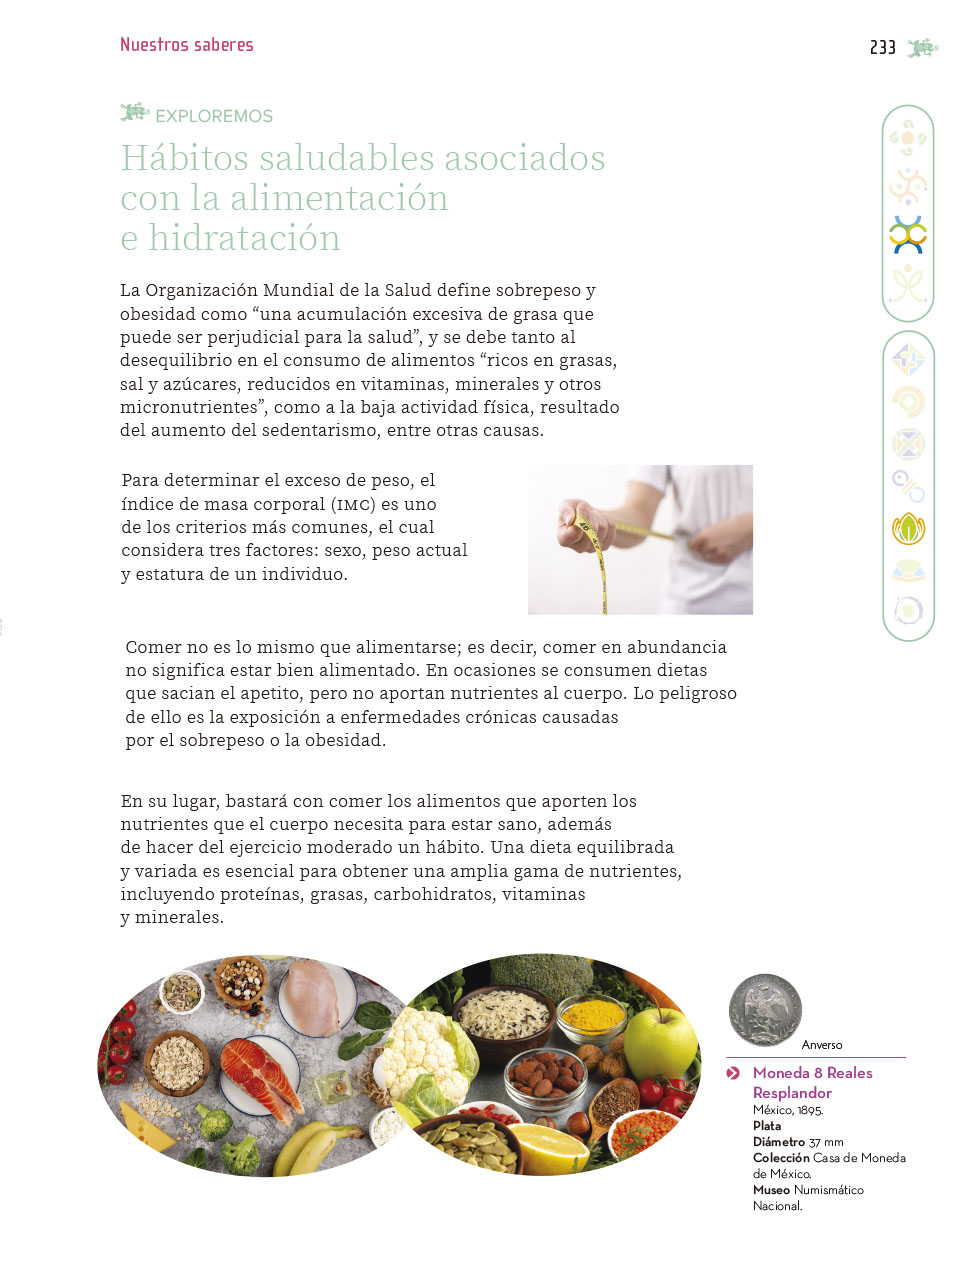 Nuestros saberes
233
EXPLOREMOS
Hábitos saludables asociados
con la alimentación
e hidratación
La Organización Mundial de la Salud define sobrepeso y
obesidad como “una acumulación excesiva de grasa que
puede ser perjudicial para la salud”, y se debe tanto al
desequilibrio en el consumo de alimentos “ricos en grasas,
sal y azúcares, reducidos en vitaminas, minerales y otros
micronutrientes”, como a la baja actividad física, resultado
del aumento del sedentarismo, entre otras causas.
Para determinar el exceso de peso, el
índice de masa corporal (IMC) es uno
de los criterios más comunes, el cual
considera tres factores: sexo, peso actual
y estatura de un individuo.
Comer no es lo mismo que alimentarse; es decir, comer en abundancia
no significa estar bien alimentado. En ocasiones se consumen dietas
que sacian el apetito, pero no aportan nutrientes al cuerpo. Lo peligroso
de ello es la exposición a enfermedades crónicas causadas
por el sobrepeso o la obesidad.
En su lugar, bastará con comer los alimentos que aporten los
nutrientes que el cuerpo necesita para estar sano, además
de hacer del ejercicio moderado un hábito. Una dieta equilibrada
y variada es esencial para obtener una amplia gama de nutrientes,
incluyendo proteínas, grasas, carbohidratos, vitaminas
y minerales.
Anverso
Moneda 8 Reales
Resplandor
México, 1895.
Plata
Diámetro 37 mm
Colección Casa de Moneda
de México.
Museo Numismático
Nacional.